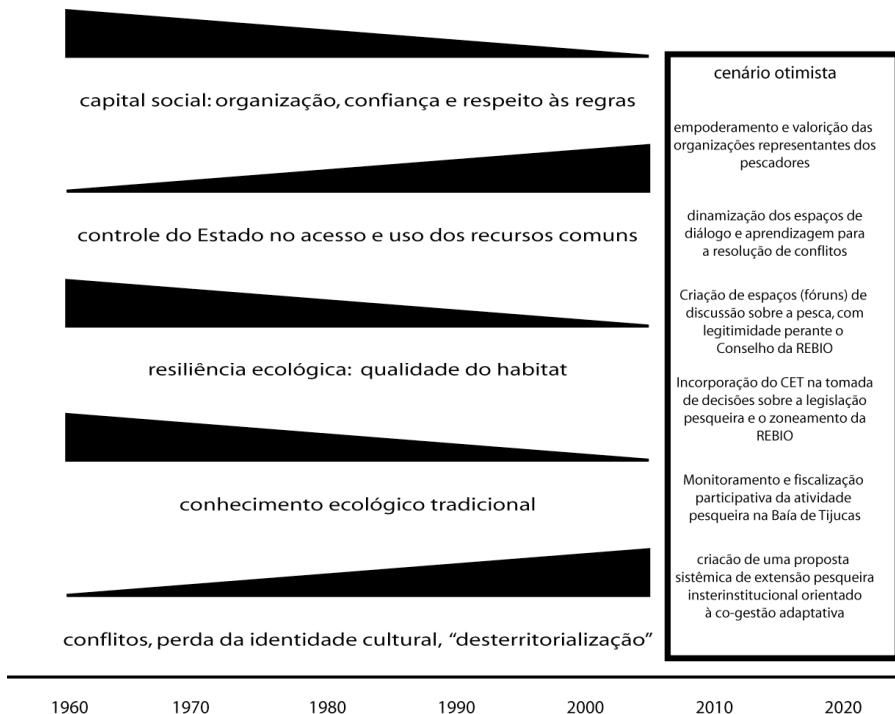 capital social: organização, confiança e respeito às regras
controle do Estado no acesso e uso dos recursos comuns
resiliência ecológica: qualidade do habitat
conhecimento ecológico tradicional
conflitos, perda da identidade cultural, “desterritorialização”
cenário otimista
empoderamento e valorição das
organizações representantes dos
pescadores
dinamização dos espaços de
diálogo e aprendizagem para
a resolução de conflitos
Criação de espaços (fóruns) de
discussão sobre a pesca, com
legitimidade perante o
Conselho da REBIO
Incorporação do CET na tomada
de decisões sobre a legislação
pesqueira e o zoneamento da
REBIO
Monitoramento e fiscalização
participativa da atividade
pesqueira na Baía de Tijucas
criacão de uma proposta
sistêmica de extensão pesqueira
insterinstitucional orientado
à co-gestão adaptativa
1960 1970 1980 1990 2000 2010 2020